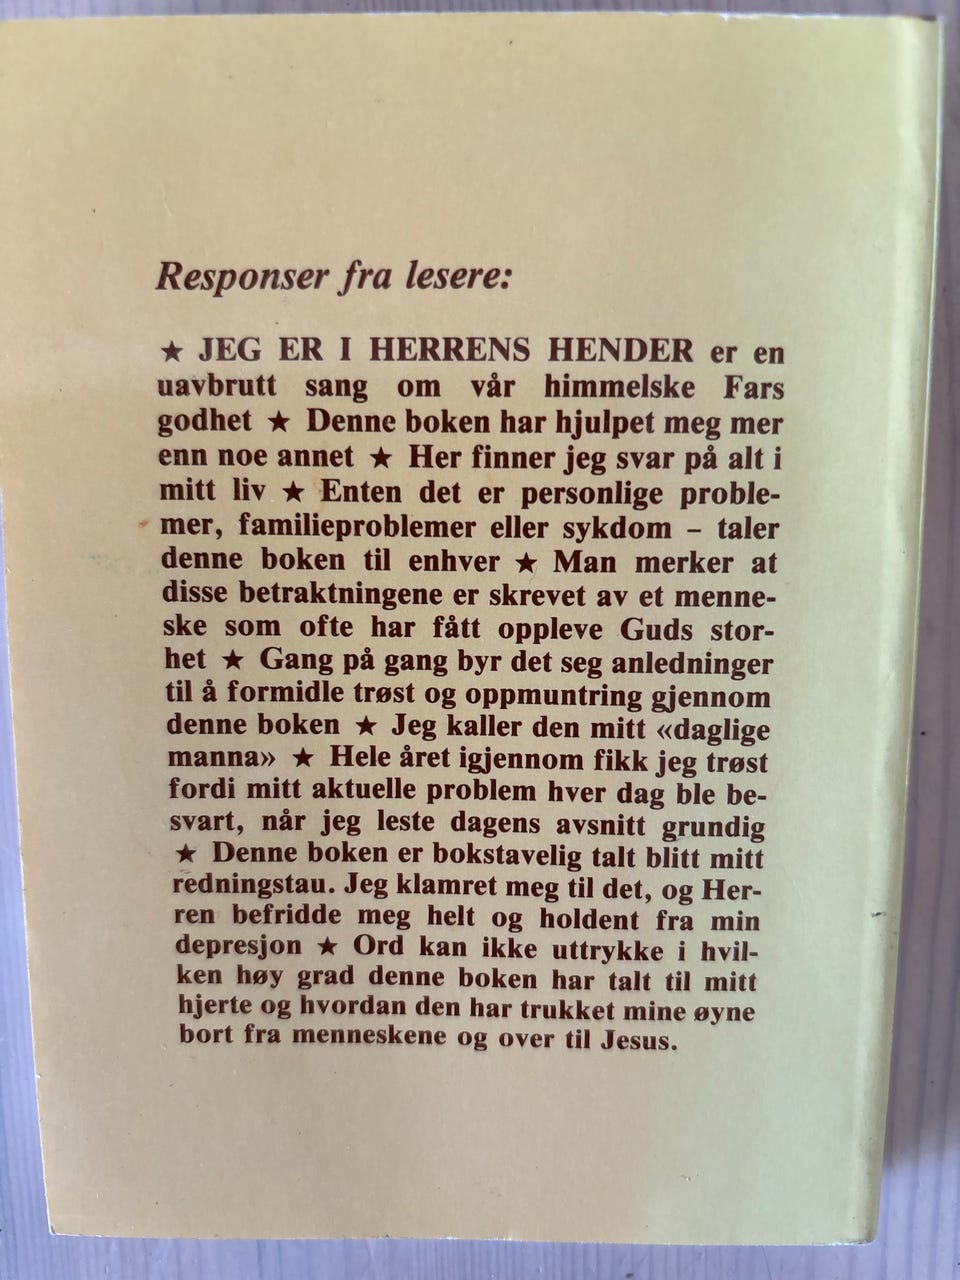 Responser fra lesere:
★ JEG ER I HERRENS HENDER er en
uavbrutt sang om vår himmelske Fars
godhet ★ Denne boken har hjulpet meg mer
enn noe annet ★ Her finner jeg svar på alt i
mitt liv ★ Enten det er personlige proble-
mer, familieproblemer eller sykdom – taler
denne boken til enhver ★ Man merker at
disse betraktningene er skrevet av et menne-
ske som ofte har fått oppleve Guds stor-
het ★ Gang på gang byr det seg anledninger
til å formidle trøst og oppmuntring gjennom
denne boken ★ Jeg kaller den mitt «daglige
manna» ★ Hele året igjennom fikk jeg trøst
fordi mitt aktuelle problem hver dag ble be-
svart, når jeg leste dagens avsnitt grundig
★ Denne boken er bokstavelig talt blitt mitt
redningstau. Jeg klamret meg til det, og Her-
ren befridde meg helt og holdent fra min
depresjon ★ Ord kan ikke uttrykke i hvil-
ken høy grad denne boken har talt til mitt
hjerte og hvordan den har trukket mine øyne
bort fra menneskene og over til Jesus.